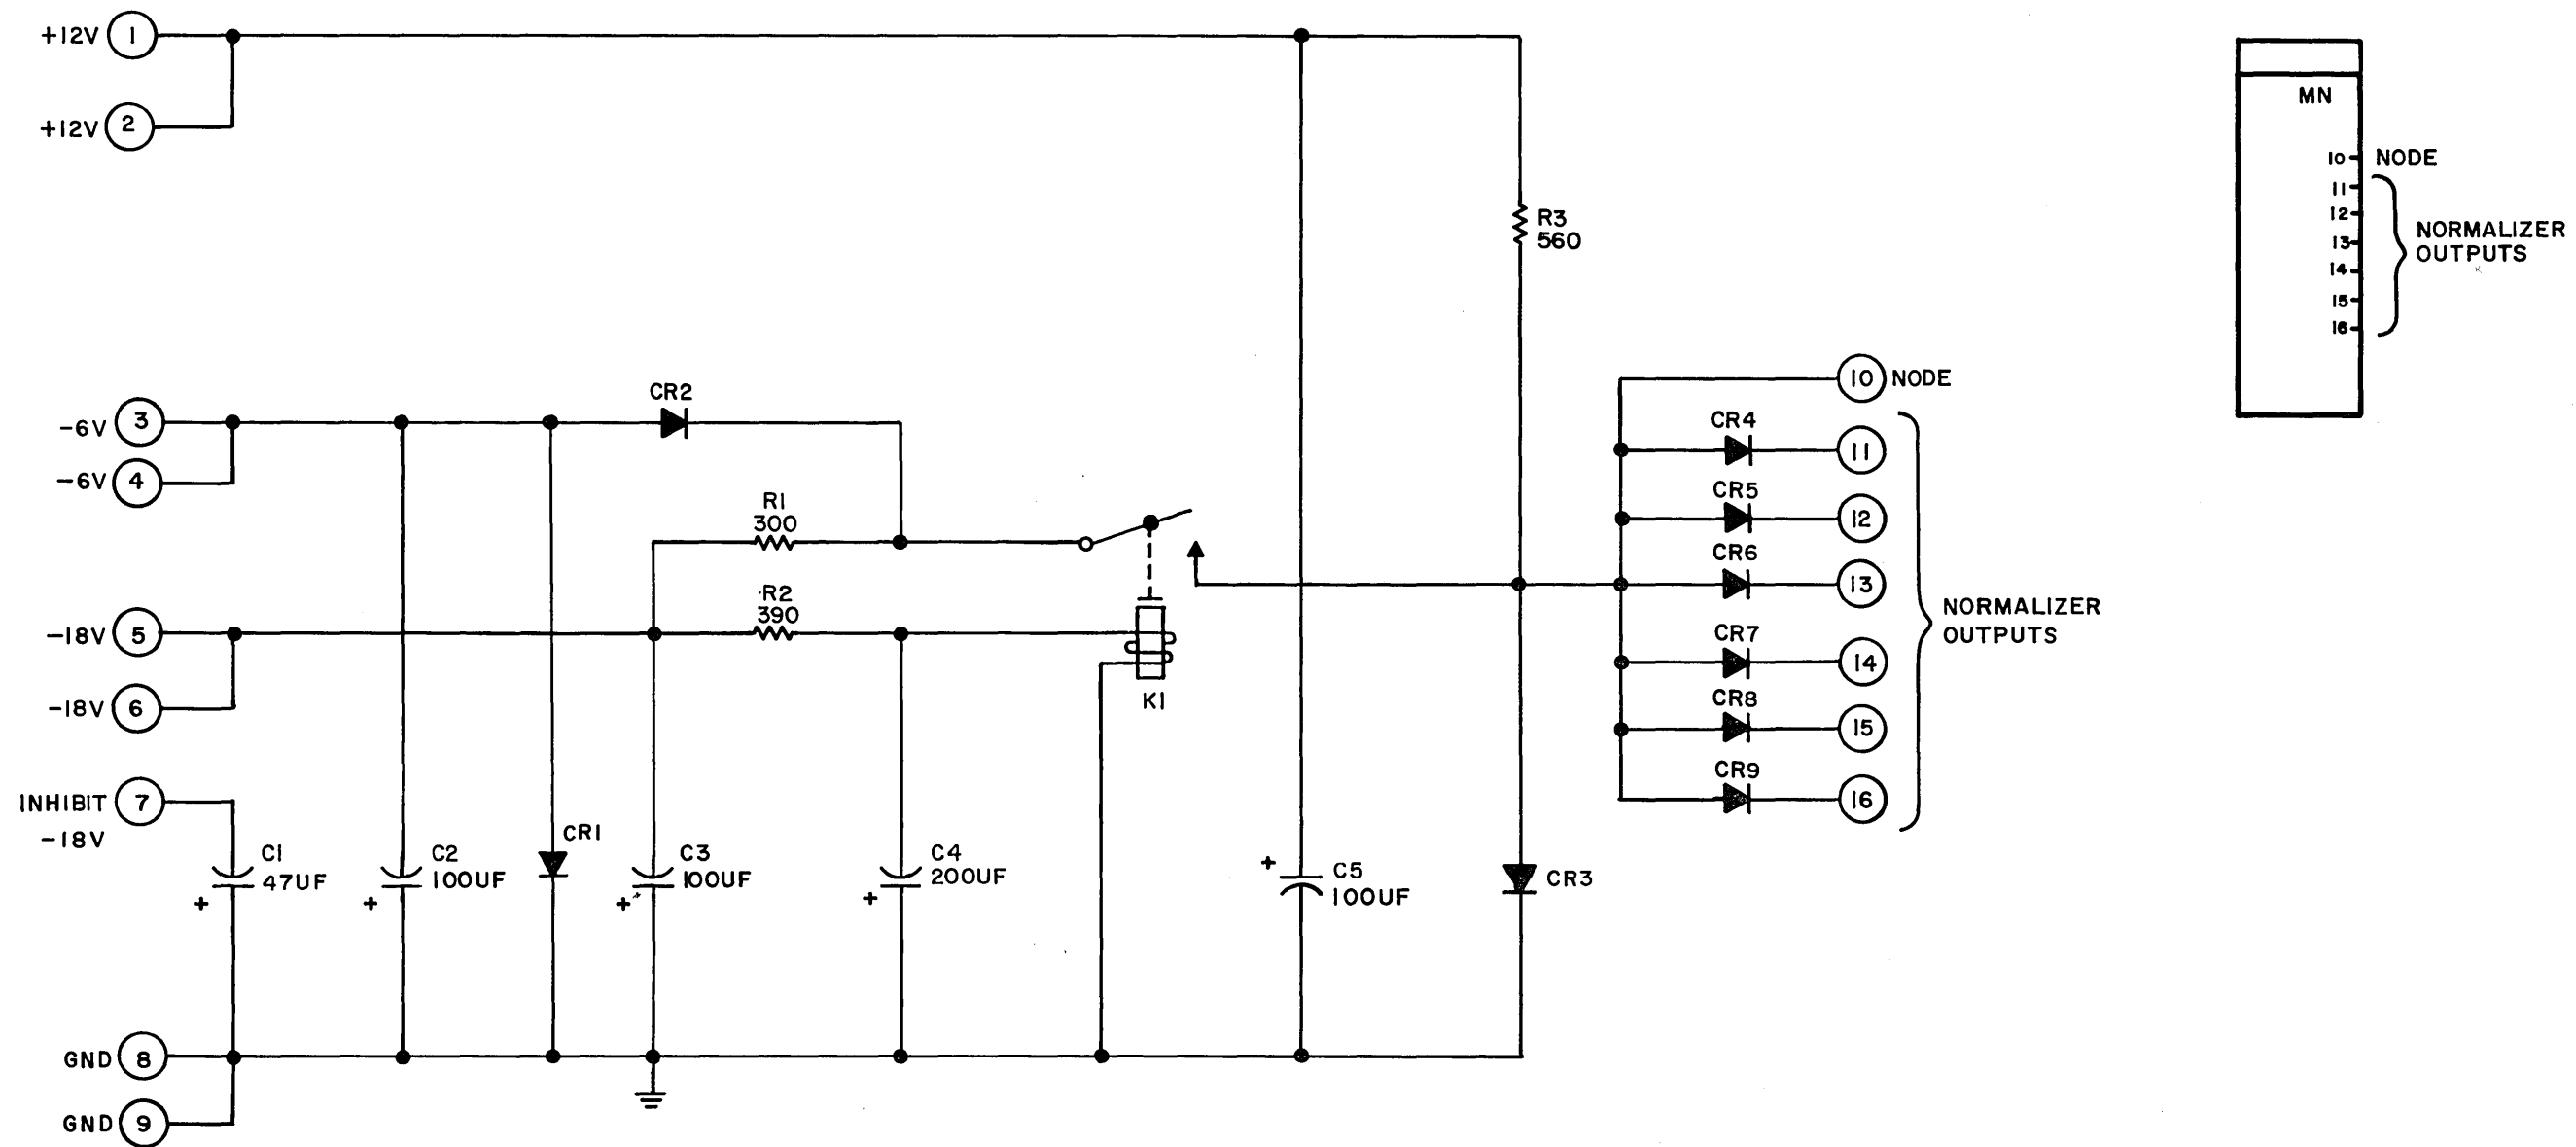 +12V 1
+12V 2
-6V 3
-6V 4
-18V 5
-18V 6
INHIBIT 7
-18V
GND 8
GND 9
C1
47UF
+
C2
100UF
+
CR1
C3
100UF
+
C4
200UF
+
CR2
R1
300
R2
390
K1
+
C5
100UF
R3
560
CR3
10 NODE
CR4
11
CR5
12
CR6
13
CR7
14
CR8
15
CR9
16
NORMALIZER
OUTPUTS
MN
10 NODE
11
12
13
14
15
16
NORMALIZER
OUTPUTS